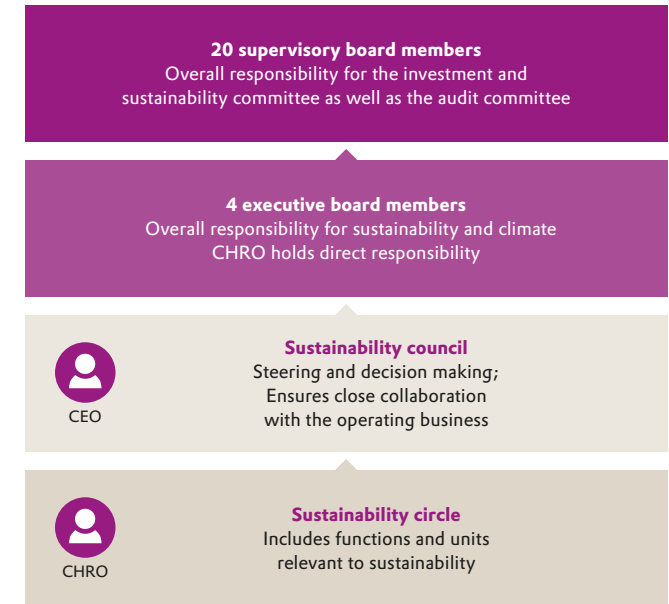 20 supervisory board members
Overall responsibility for the investment and
sustainability committee as well as the audit committee
4 executive board members
Overall responsibility for sustainability and climate
CHRO holds direct responsibility
CEO
Sustainability council
Steering and decision making;
Ensures close collaboration
with the operating business
CHRO
Sustainability circle
Includes functions and units
relevant to sustainability